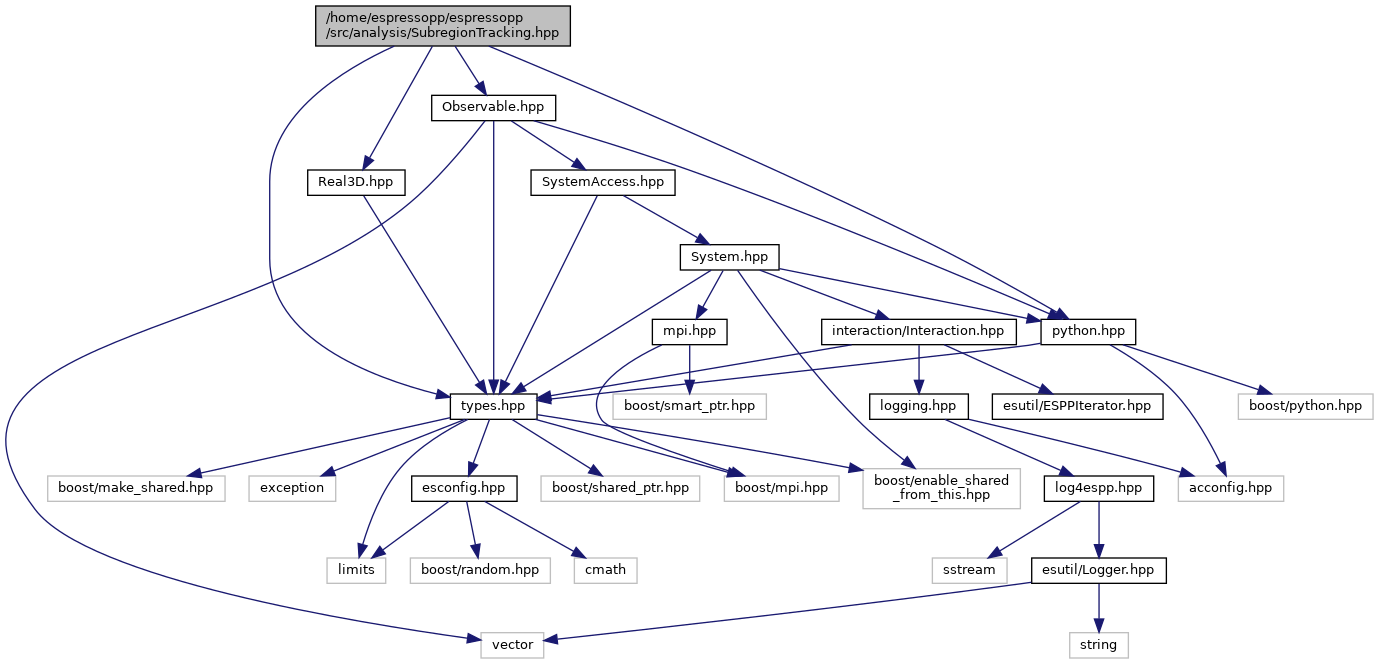 /home/espressopp/espressopp
/src/analysis/SubregionTracking.hpp
Observable.hpp
Real3D.hpp
SystemAccess.hpp
System.hpp
mpi.hpp
interaction/Interaction.hpp
python.hpp
types.hpp
boost/smart_ptr.hpp
logging.hpp
esutil/ESPPIterator.hpp
boost/python.hpp
boost/make_shared.hpp
exception
esconfig.hpp
boost/shared_ptr.hpp
boost/mpi.hpp
boost/enable_shared
_from_this.hpp
log4espp.hpp
acconfig.hpp
limits
boost/random.hpp
cmath
sstream
esutil/Logger.hpp
vector
string